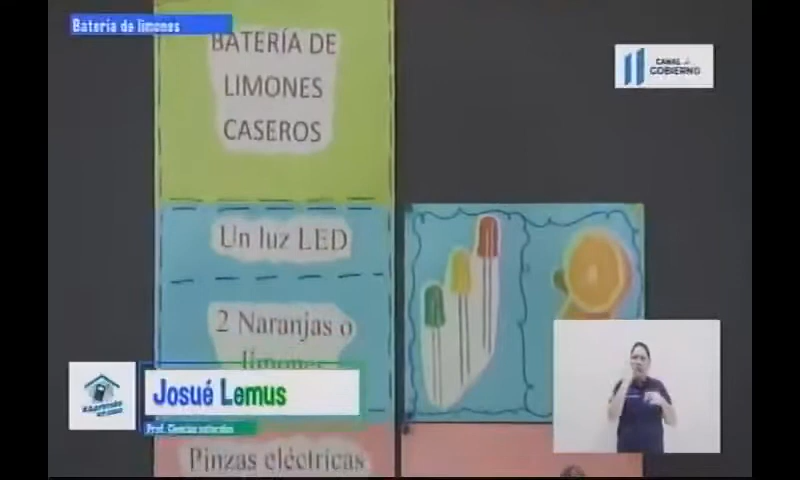 Batería de limones
BATERÍA DE
LIMONES
CASEROS
CANAL de
GOBIERNO
Un luz LED
2 Naranjas o
limones
Josué Lemus
Prof. Ciencias naturales
Pinzas eléctricas